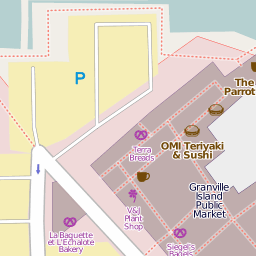 P
The
Parrot
OMI Teriyaki
& Sushi
Terra
Breads
Granville
Island
Public
Market
V&J
Plant
Shop
La Baguette
et L'Echalote
Bakery
Siegel's
Bagels